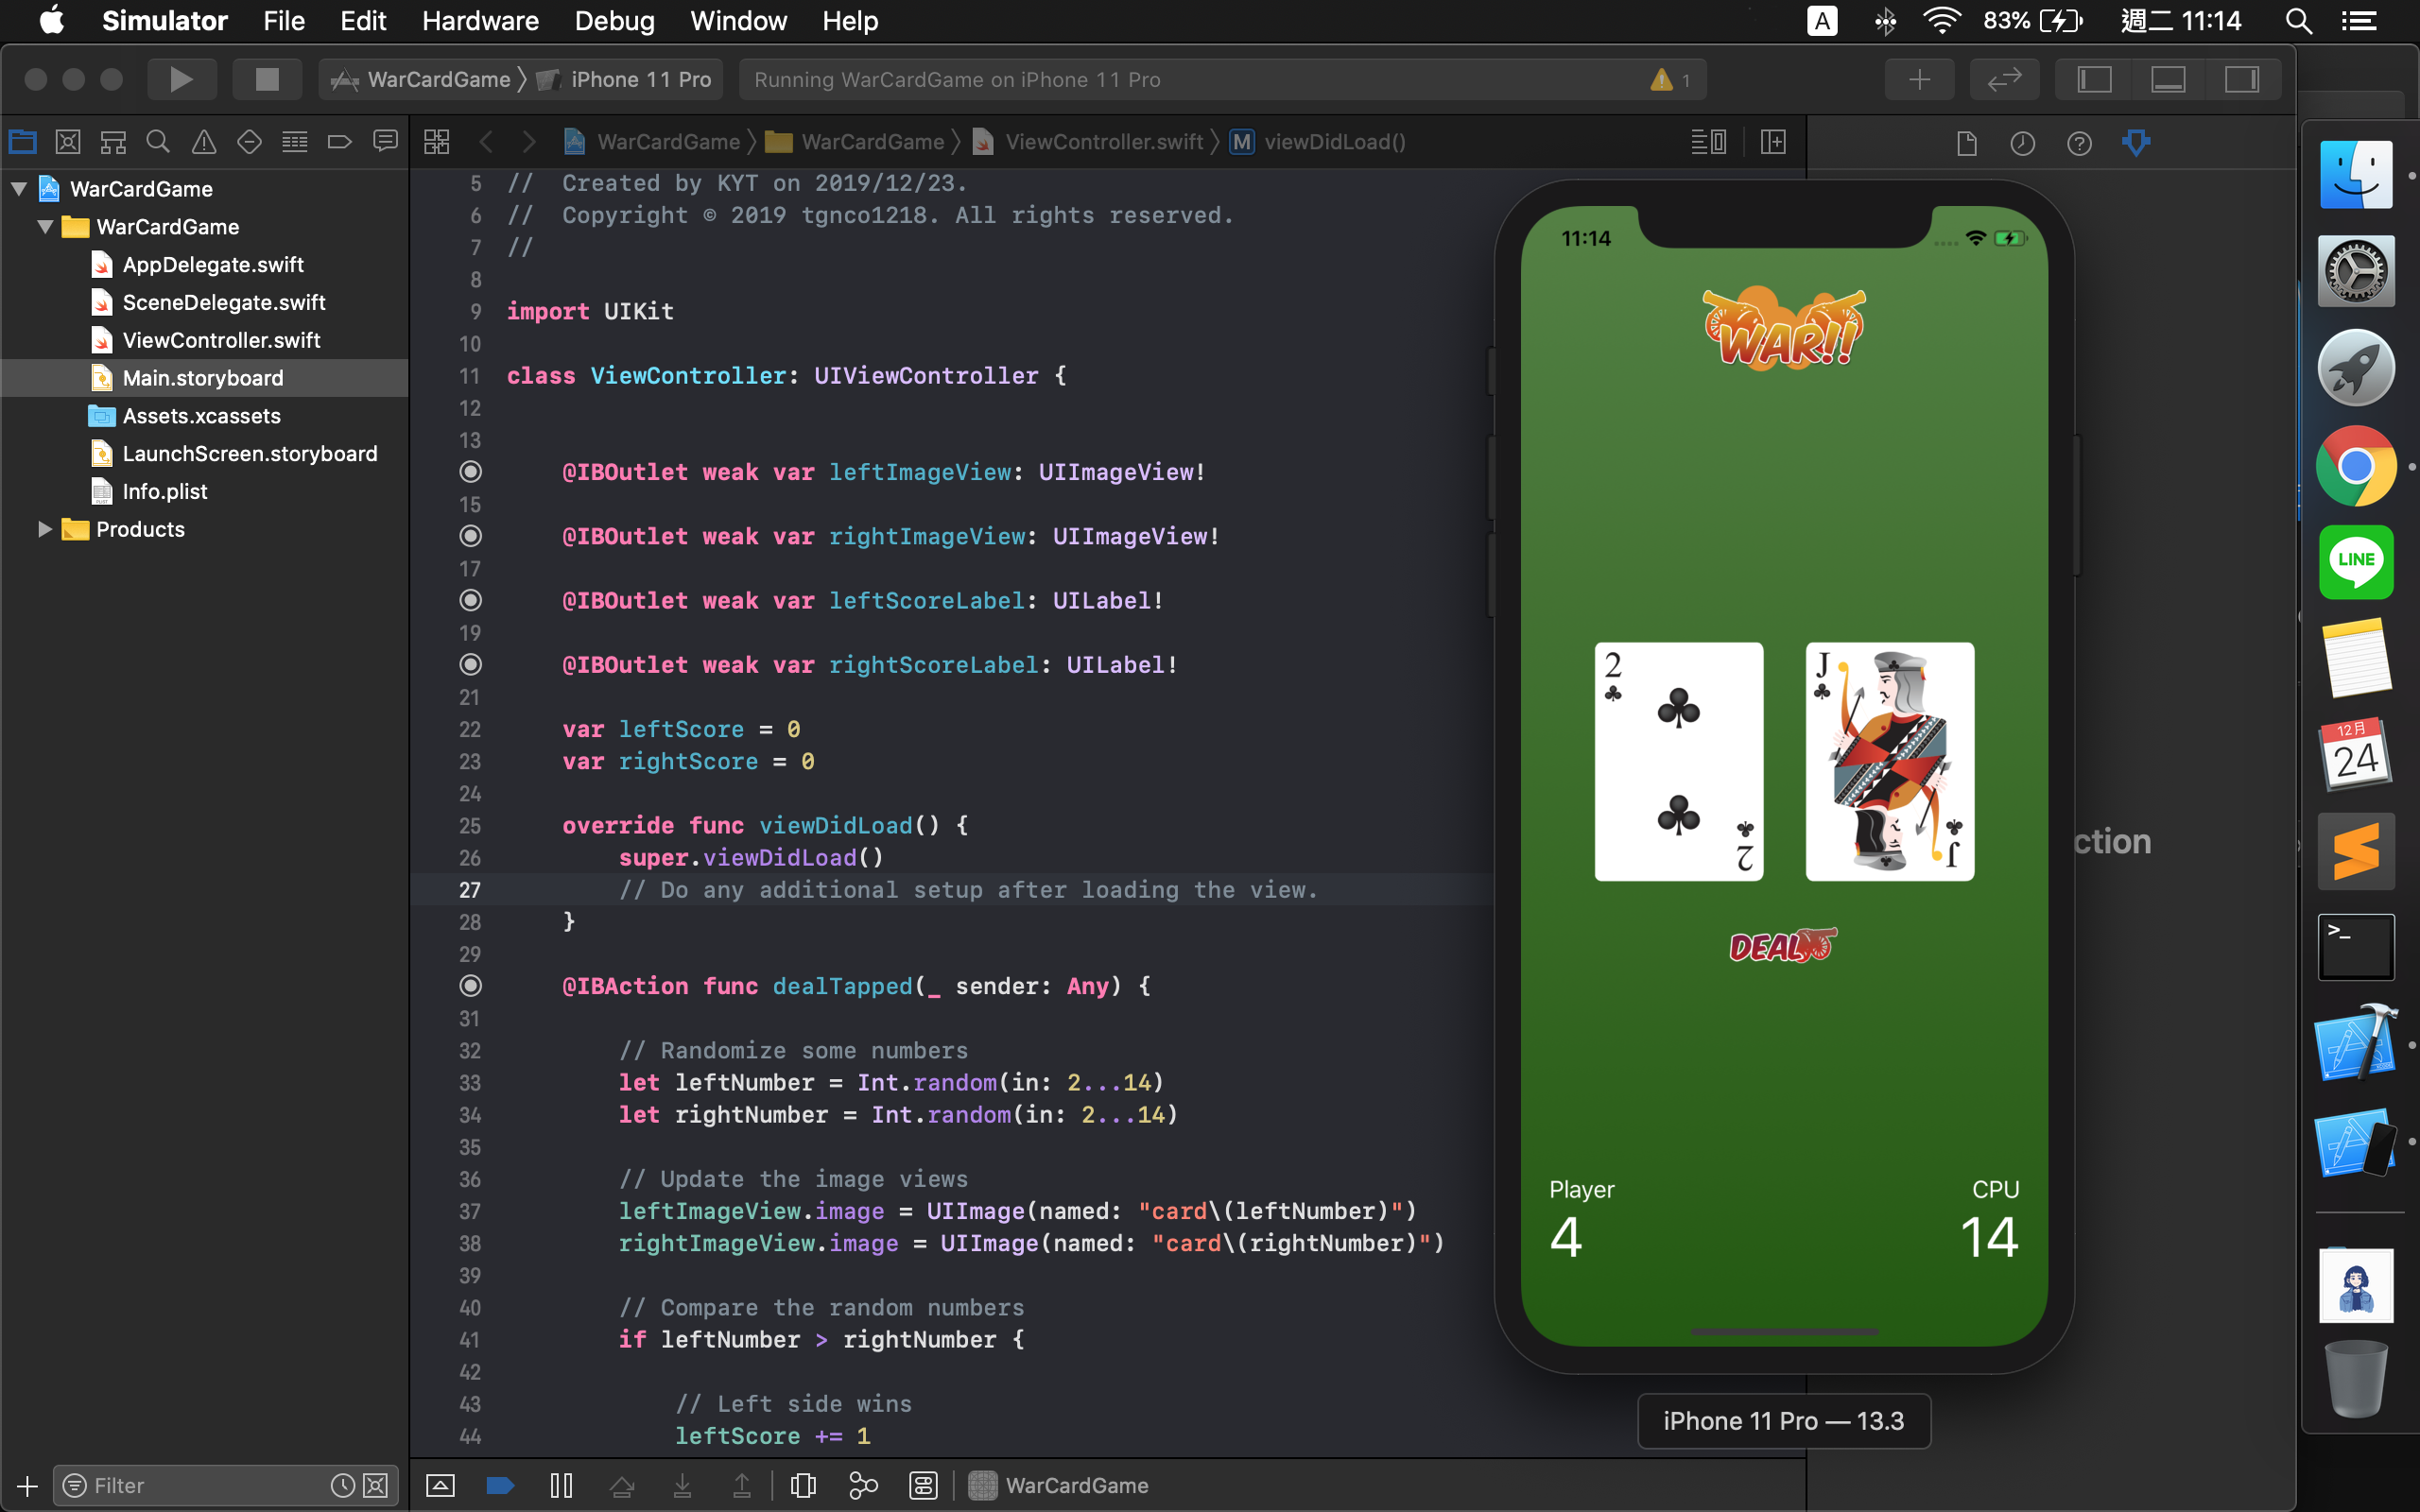 Simulator File Edit Hardware Debug Window Help A 83% 週二 11:14
WarCardGame iPhone 11 Pro Running WarCardGame on iPhone 11 Pro 1
WarCardGame WarCardGame ViewController.swift M viewDidLoad()
WarCardGame
WarCardGame
AppDelegate.swift
SceneDelegate.swift
ViewController.swift
Main.storyboard
Assets.xcassets
LaunchScreen.storyboard
Info.plist
Products
Filter
5 // Created by KYT on 2019/12/23.
6 // Copyright © 2019 tgnco1218. All rights reserved.
7 //
8
9 import UIKit
10
11 class ViewController: UIViewController {
12
13
@IBOutlet weak var leftImageView: UIImageView!
15
@IBOutlet weak var rightImageView: UIImageView!
17
@IBOutlet weak var leftScoreLabel: UILabel!
19
@IBOutlet weak var rightScoreLabel: UILabel!
21
22 var leftScore = 0
23 var rightScore = 0
24
25 override func viewDidLoad() {
26 super.viewDidLoad()
27 // Do any additional setup after loading the view.
28 }
29
@IBAction func dealTapped(_ sender: Any) {
31
32 // Randomize some numbers
33 let leftNumber = Int.random(in: 2...14)
34 let rightNumber = Int.random(in: 2...14)
35
36 // Update the image views
37 leftImageView.image = UIImage(named: "card\(leftNumber)")
38 rightImageView.image = UIImage(named: "card\(rightNumber)")
39
40 // Compare the random numbers
41 if leftNumber > rightNumber {
42
43 // Left side wins
44 leftScore += 1
WarCardGame
11:14
WAR!!
2 J
2 J
DEAL
Player CPU
4 14
iPhone 11 Pro — 13.3
ction
LINE
12月
24
>_